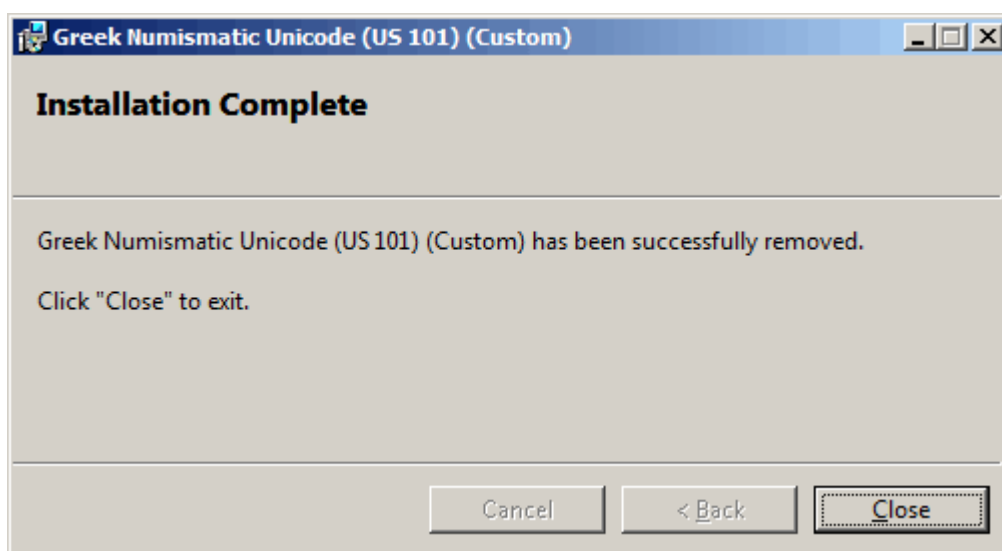 Greek Numismatic Unicode (US 101) (Custom)
Installation Complete
Greek Numismatic Unicode (US 101) (Custom) has been successfully removed.
Click "Close" to exit.
Cancel
< Back
Close